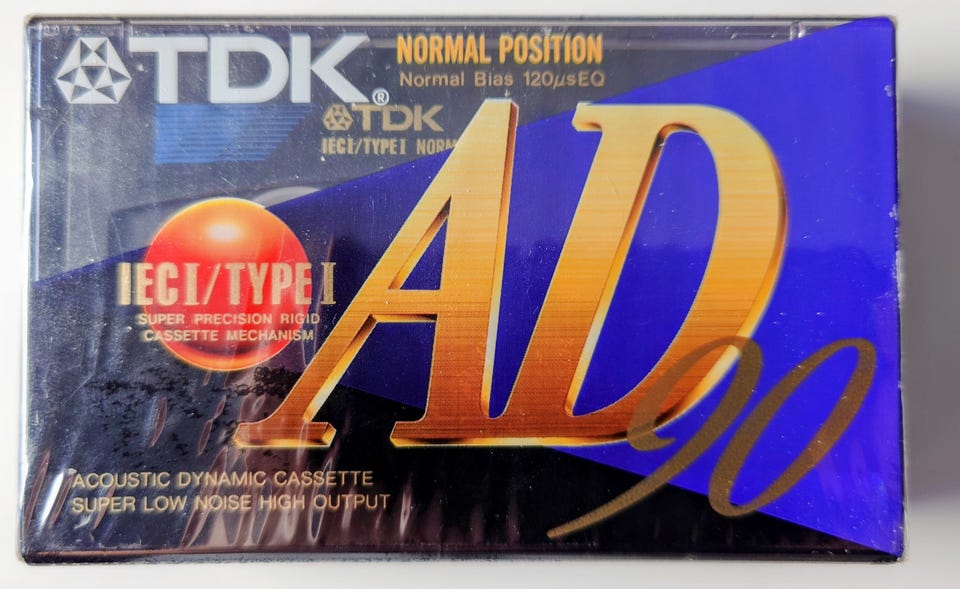 TDK®
NORMAL POSITION
Normal Bias 120µsEQ
TDK
IECI/TYPE I NORM
AD
IECI/TYPE I
SUPER PRECISION RIGID
CASSETTE MECHANISM
90
ACOUSTIC DYNAMIC CASSETTE
SUPER LOW NOISE HIGH OUTPUT